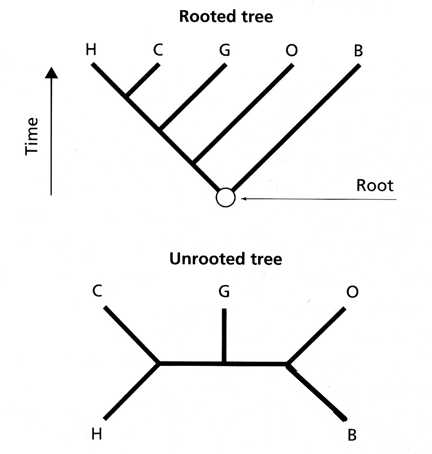 Rooted tree
H C G O B
Time
Root
Unrooted tree
C G O
H B